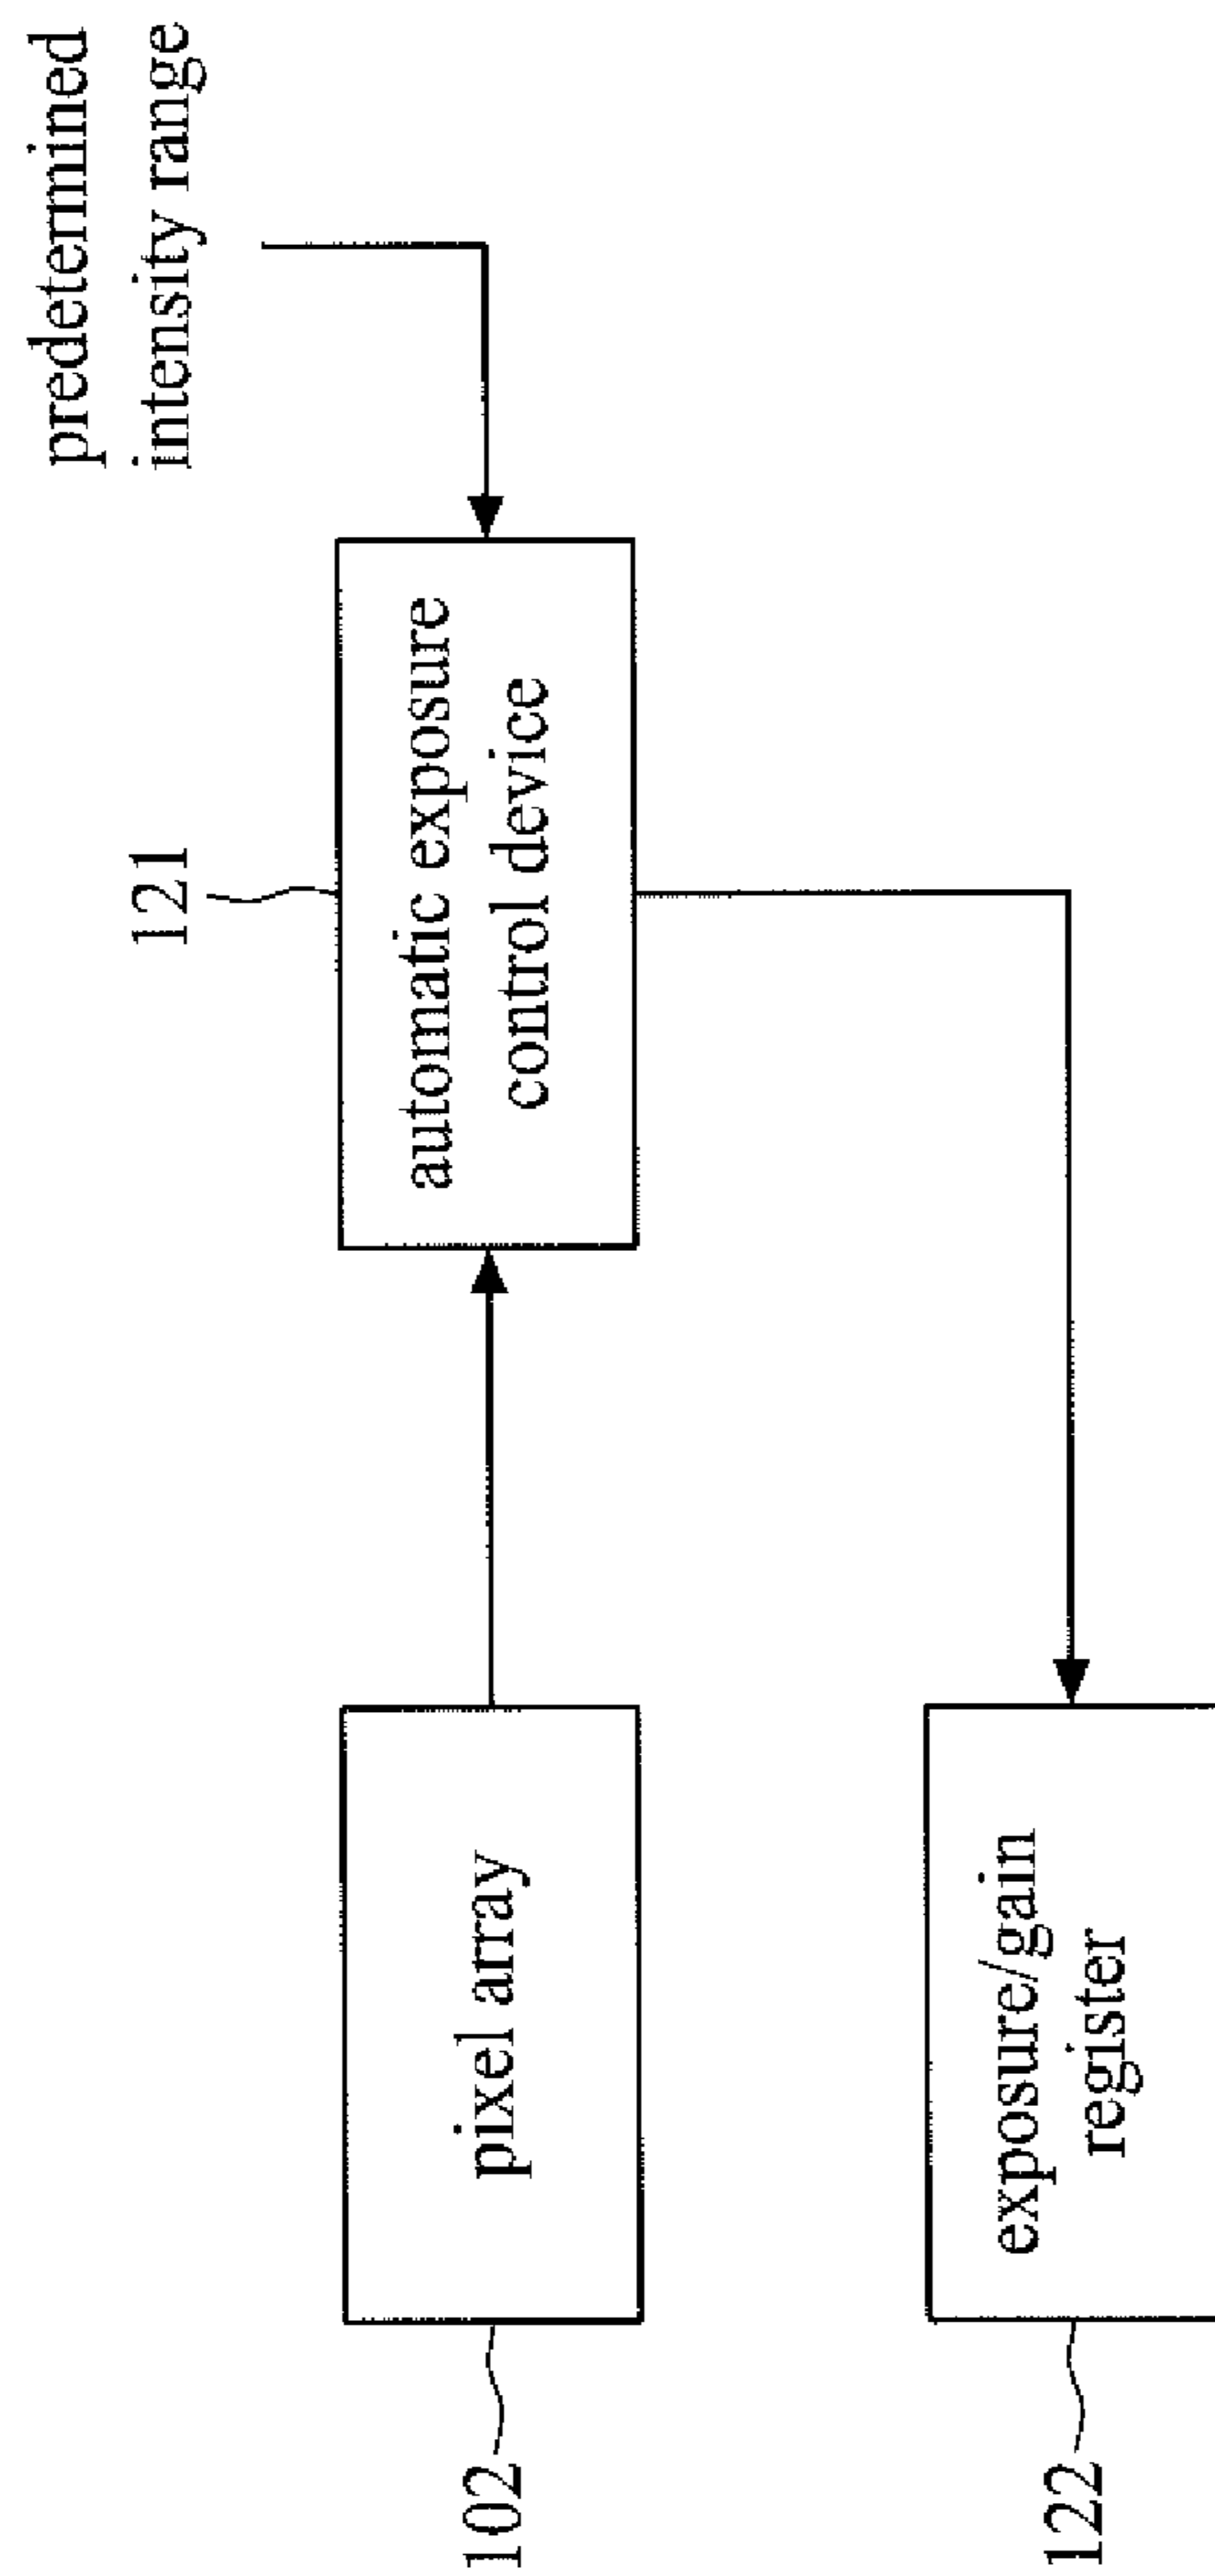 predetermined
intensity range
121
automatic exposure
control device
102
pixel array
122
exposure/gain
register